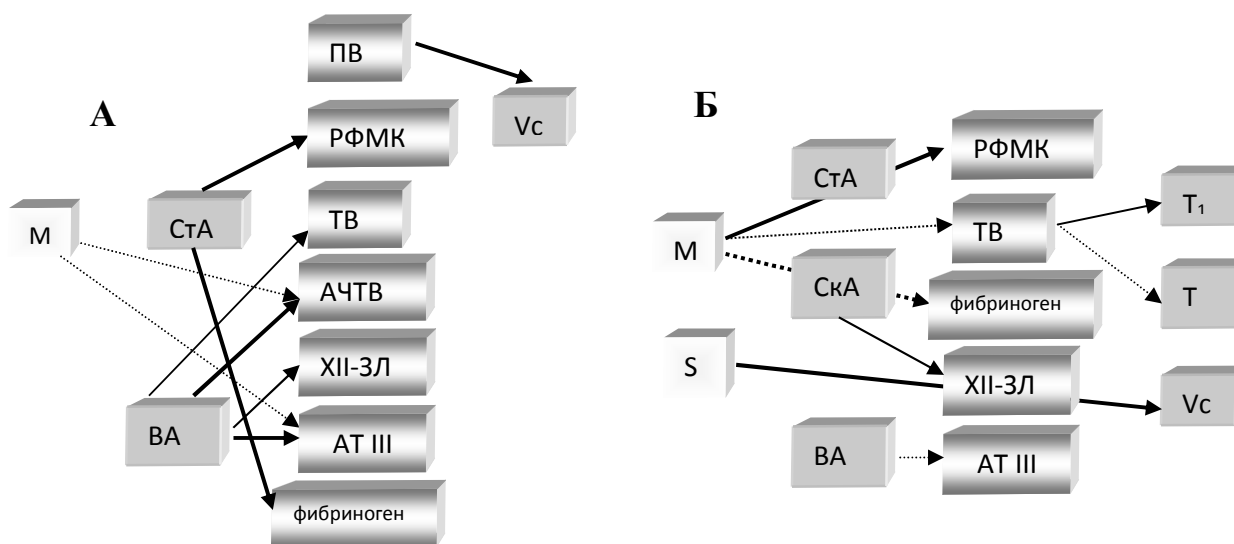 А
ПВ
Vc
РФМК
СтА
ТВ
М
АЧТВ
XII-ЗЛ
ВА
АТ III
фибриноген
Б
РФМК
СтА
Т₁
ТВ
М
СкА
Т
фибриноген
S
XII-ЗЛ
Vc
ВА
АТ III